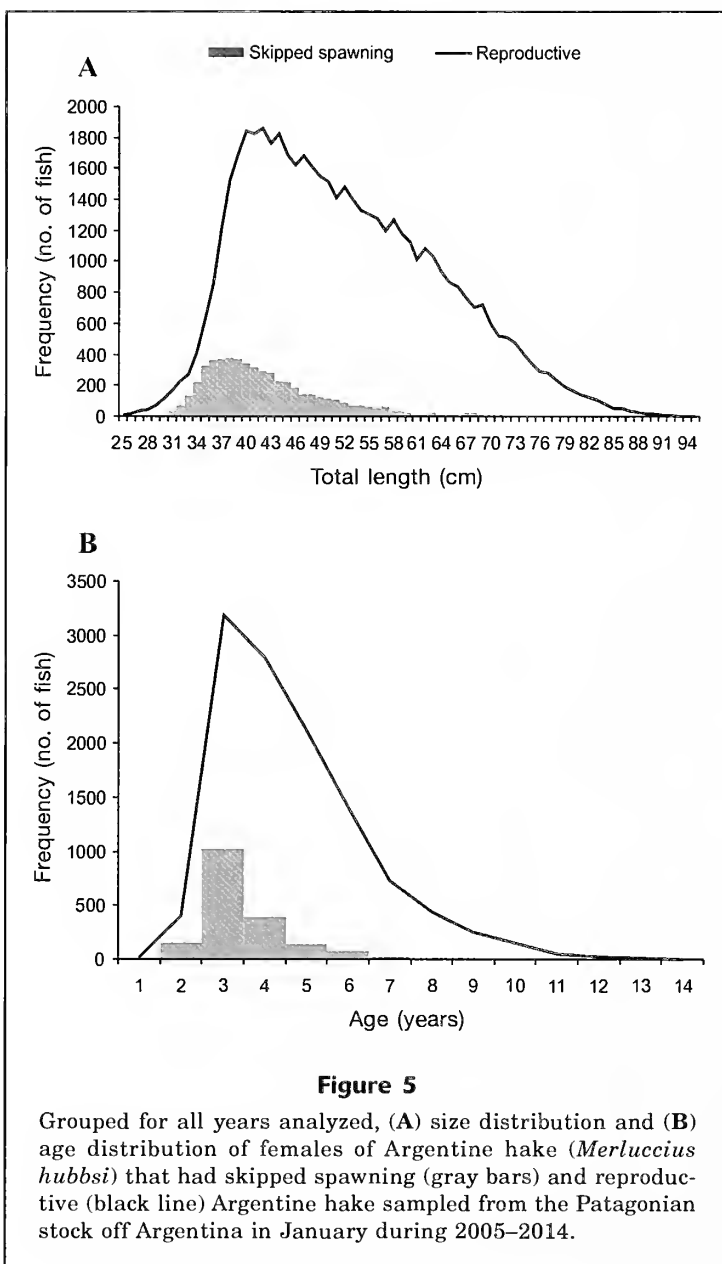 A
Skipped spawning Reproductive
Frequency (no. of fish)
2000
1800
1600
1400
1200
1000
800
600
400
200
0
25 28 31 34 37 40 43 46 49 52 55 58 61 64 67 70 73 76 79 82 85 88 91 94
Total length (cm)
B
Frequency (no. of fish)
3500
3000
2500
2000
1500
1000
500
0
1 2 3 4 5 6 7 8 9 10 11 12 13 14
Age (years)
Figure 5
Grouped for all years analyzed, (A) size distribution and (B)
age distribution of females of Argentine hake (Merluccius
hubbsi) that had skipped spawning (gray bars) and reproduc-
tive (black line) Argentine hake sampled from the Patagonian
stock off Argentina in January during 2005–2014.